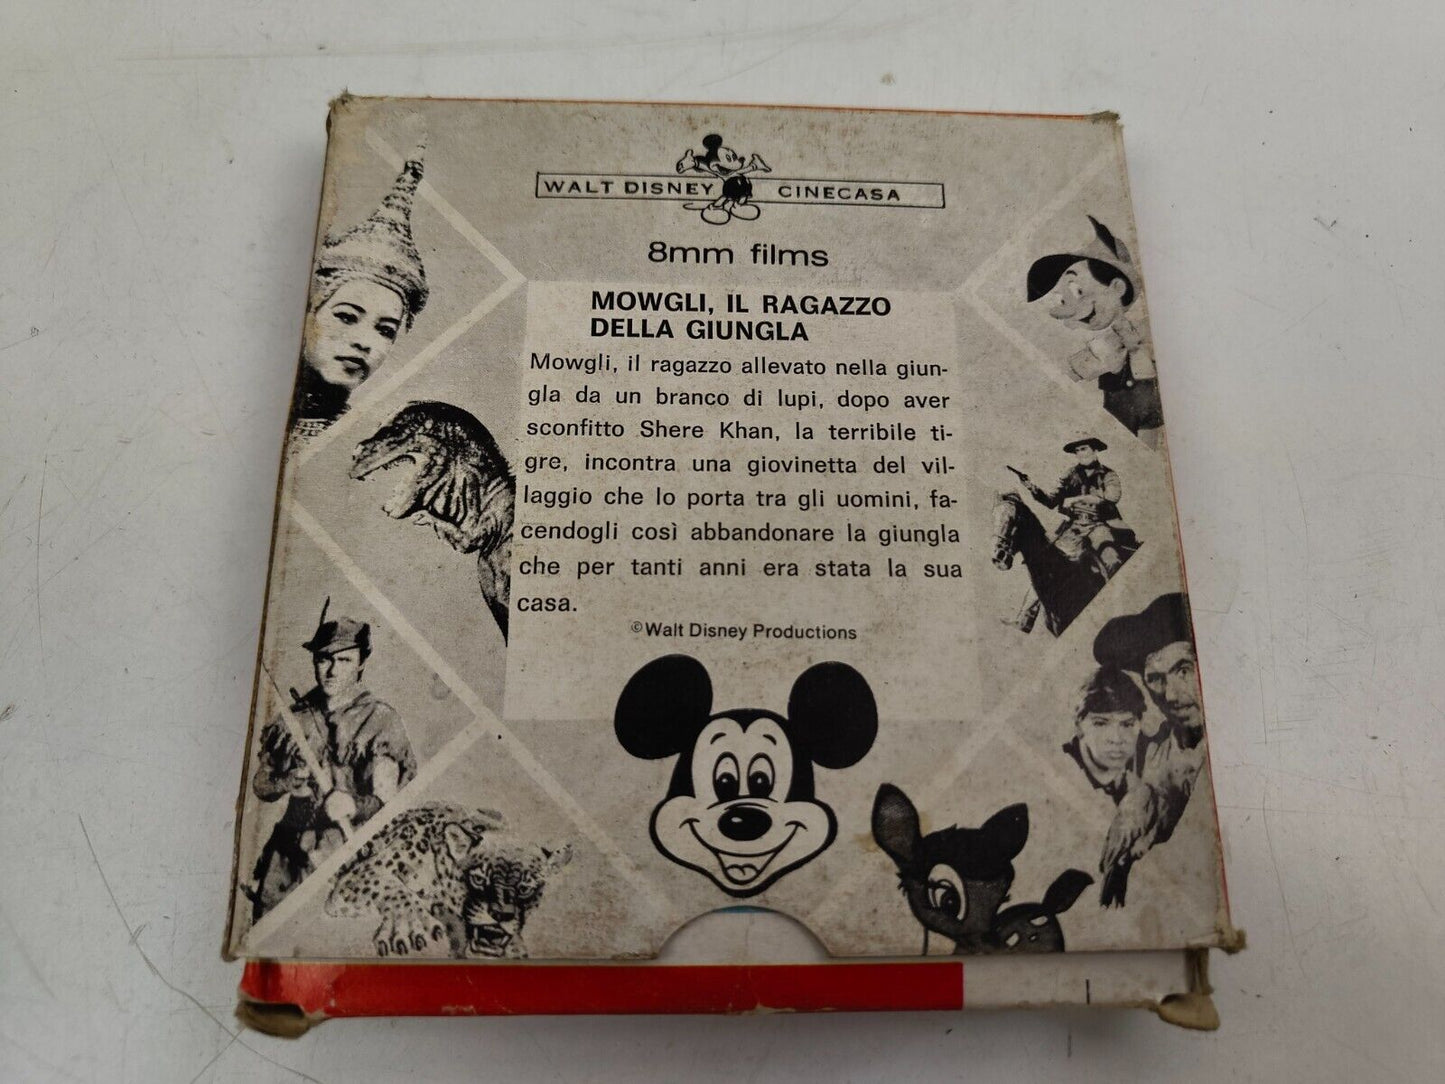 WALT DISNEY CINECASA
8mm films
MOWGLI, IL RAGAZZO
DELLA GIUNGLA
Mowgli, il ragazzo allevato nella giun-
gla da un branco di lupi, dopo aver
sconfitto Shere Khan, la terribile ti-
gre, incontra una giovinetta del vil-
laggio che lo porta tra gli uomini, fa-
cendogli così abbandonare la giungla
che per tanti anni era stata la sua
casa.
©Walt Disney Productions